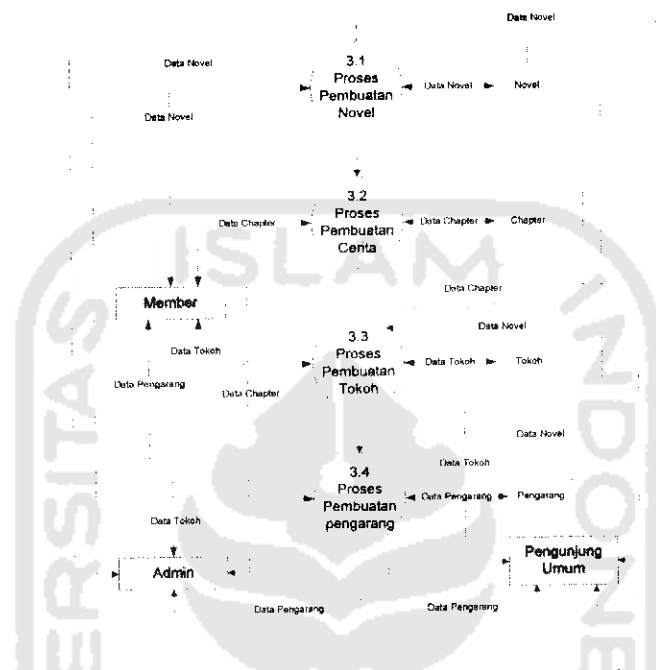 Data Novel
Data Novel
3.1
Proses
Pembuatan
Novel
Data Novel
Novel
Data Novel
3.2
Proses
Pembuatan
Cerita
Data Chapter
Data Chapter
Chapter
ISLAM
Data Chapter
Member
Data Novel
3.3
Proses
Pembuatan
Tokoh
Data Tokoh
Data Tokoh
Tokoh
Data Pengarang
Data Chapter
Data Novel
Data Tokoh
3.4
Proses
Pembuatan
pengarang
Data Pengarang
Pengarang
Data Tokoh
Admin
Pengunjung
Umum
Data Pengarang
Data Pengarang
ERSITAS
INDONE